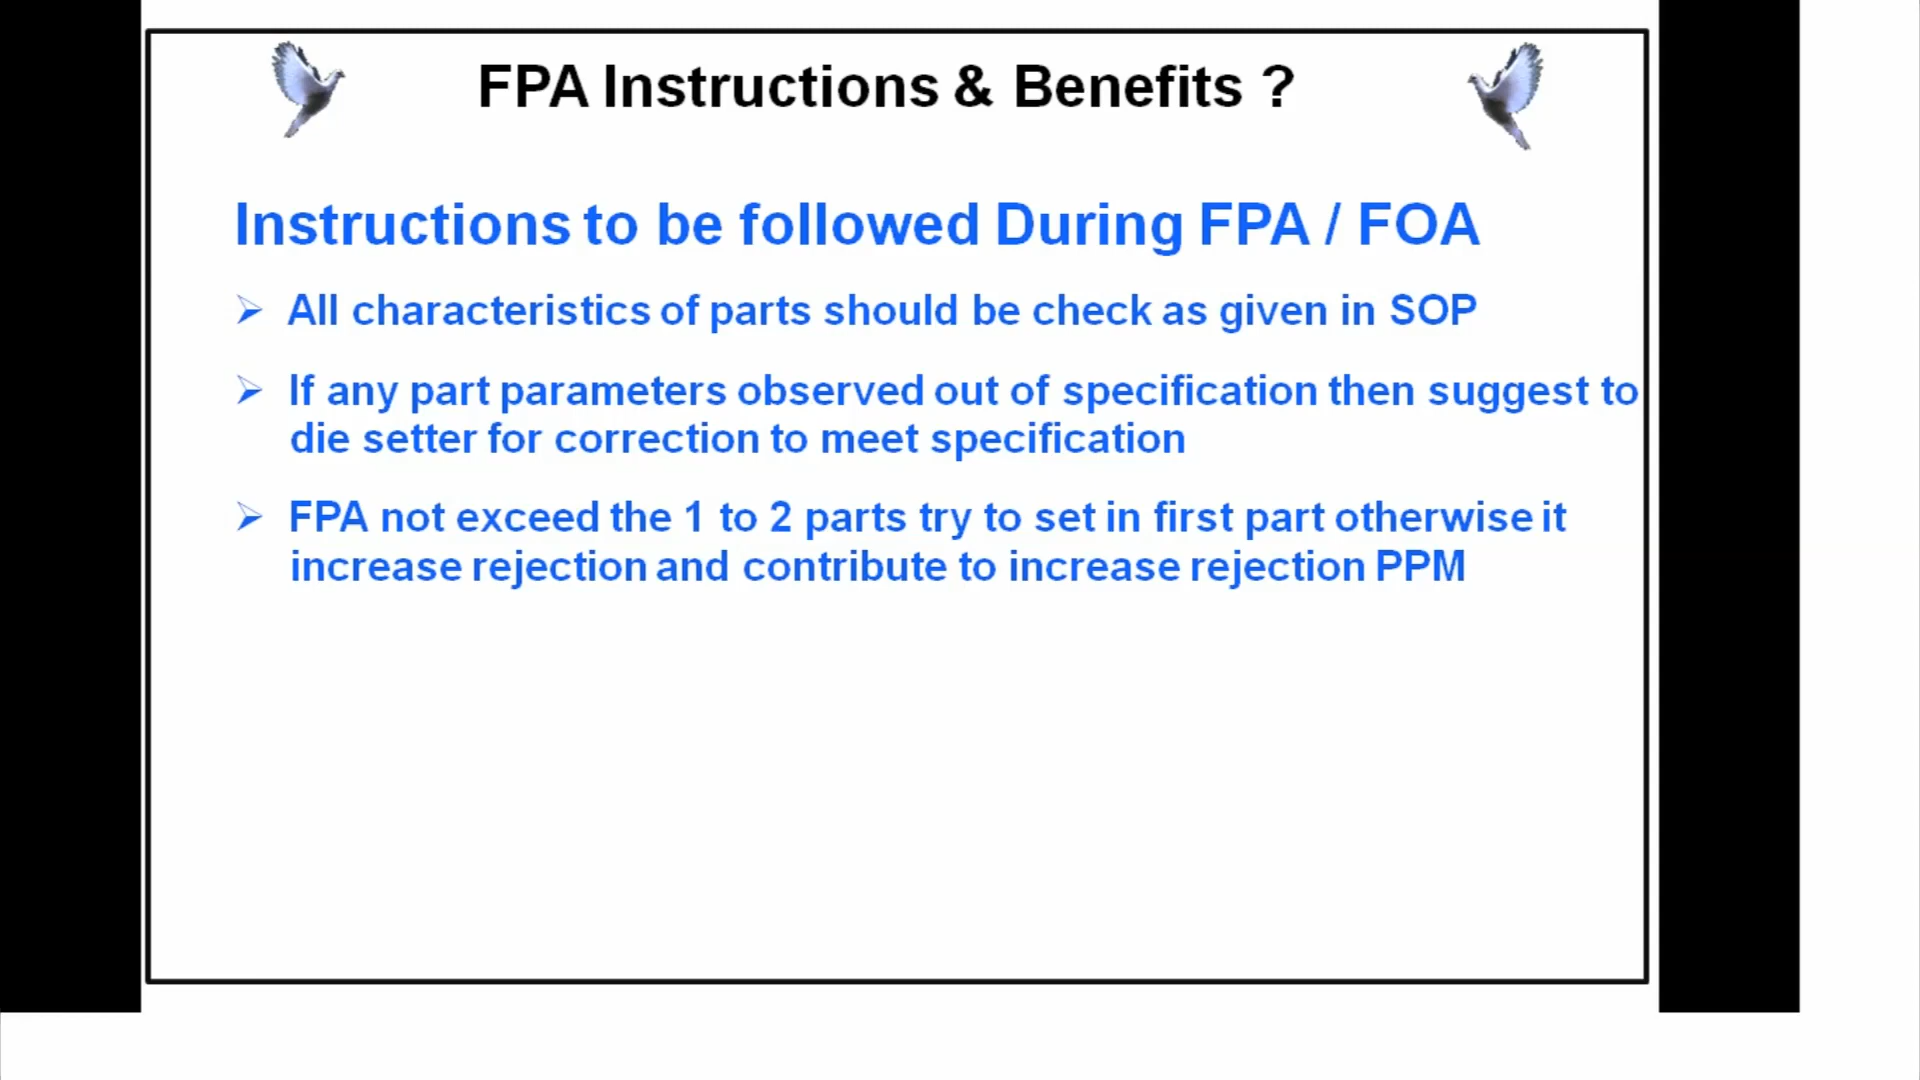 FPA Instructions & Benefits ?
Instructions to be followed During FPA / FOA
All characteristics of parts should be check as given in SOP
If any part parameters observed out of specification then suggest to
die setter for correction to meet specification
FPA not exceed the 1 to 2 parts try to set in first part otherwise it
increase rejection and contribute to increase rejection PPM